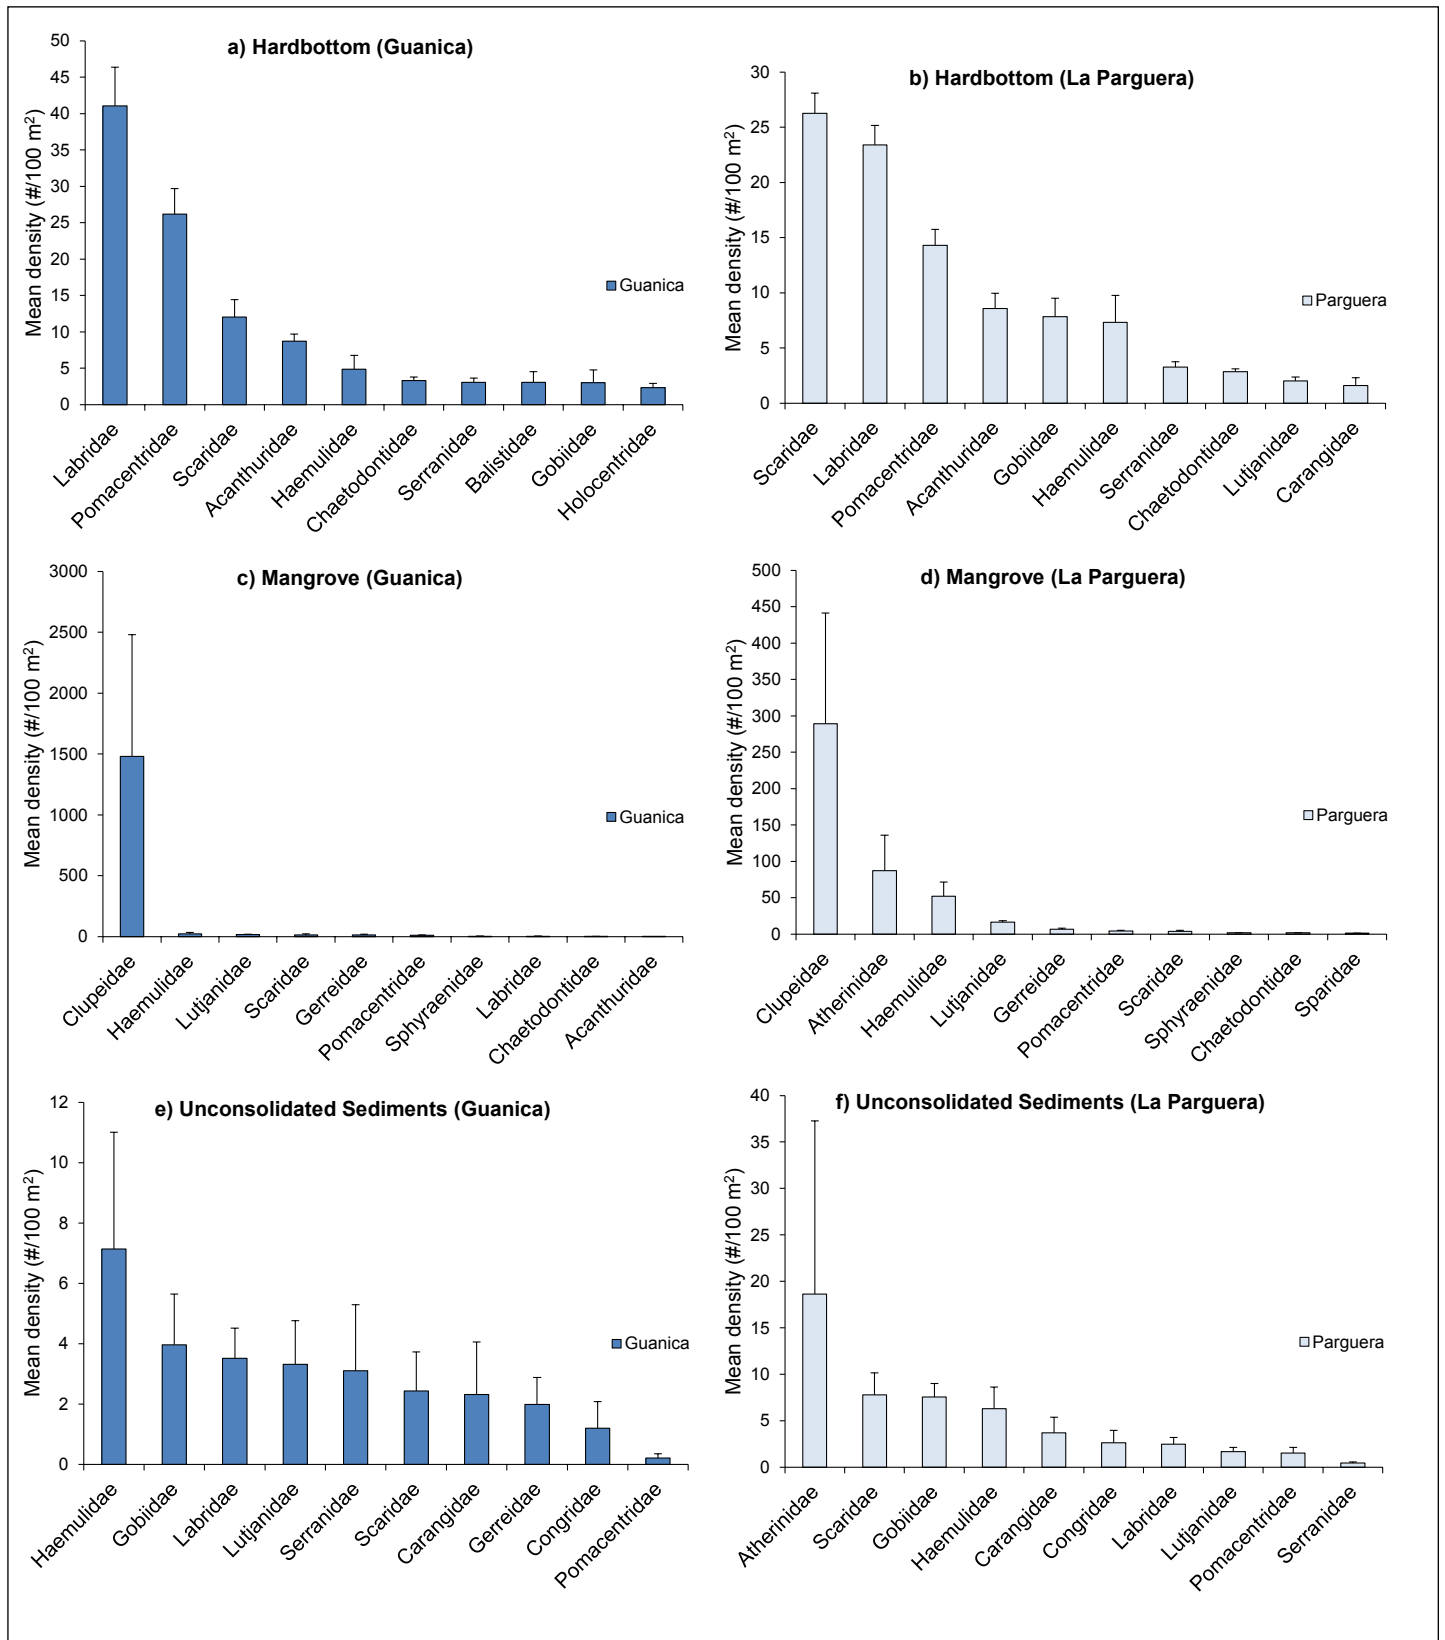 a) Hardbottom (Guanica)
Mean density (#/100 m²)
50
45
40
35
30
25
20
15
10
5
0
Labridae
Pomacentridae
Scaridae
Acanthuridae
Haemulidae
Chaetodontidae
Serranidae
Balistidae
Gobiidae
Holocentridae
Guanica
b) Hardbottom (La Parguera)
Mean density (#/100 m²)
30
25
20
15
10
5
0
Scaridae
Labridae
Pomacentridae
Acanthuridae
Gobiidae
Haemulidae
Serranidae
Chaetodontidae
Lutjanidae
Carangidae
Parguera
c) Mangrove (Guanica)
Mean density (#/100 m²)
3000
2500
2000
1500
1000
500
0
Clupeidae
Haemulidae
Lutjanidae
Scaridae
Gerreidae
Pomacentridae
Sphyraenidae
Labridae
Chaetodontidae
Acanthuridae
Guanica
d) Mangrove (La Parguera)
Mean density (#/100 m²)
500
450
400
350
300
250
200
150
100
50
0
Clupeidae
Atherinidae
Haemulidae
Lutjanidae
Gerreidae
Pomacentridae
Scaridae
Sphyraenidae
Chaetodontidae
Sparidae
Parguera
e) Unconsolidated Sediments (Guanica)
Mean density (#/100 m²)
12
10
8
6
4
2
0
Haemulidae
Gobiidae
Labridae
Lutjanidae
Serranidae
Scaridae
Carangidae
Gerreidae
Congridae
Pomacentridae
Guanica
f) Unconsolidated Sediments (La Parguera)
Mean density (#/100 m²)
40
35
30
25
20
15
10
5
0
Atherinidae
Scaridae
Gobiidae
Haemulidae
Carangidae
Congridae
Labridae
Lutjanidae
Pomacentridae
Serranidae
Parguera